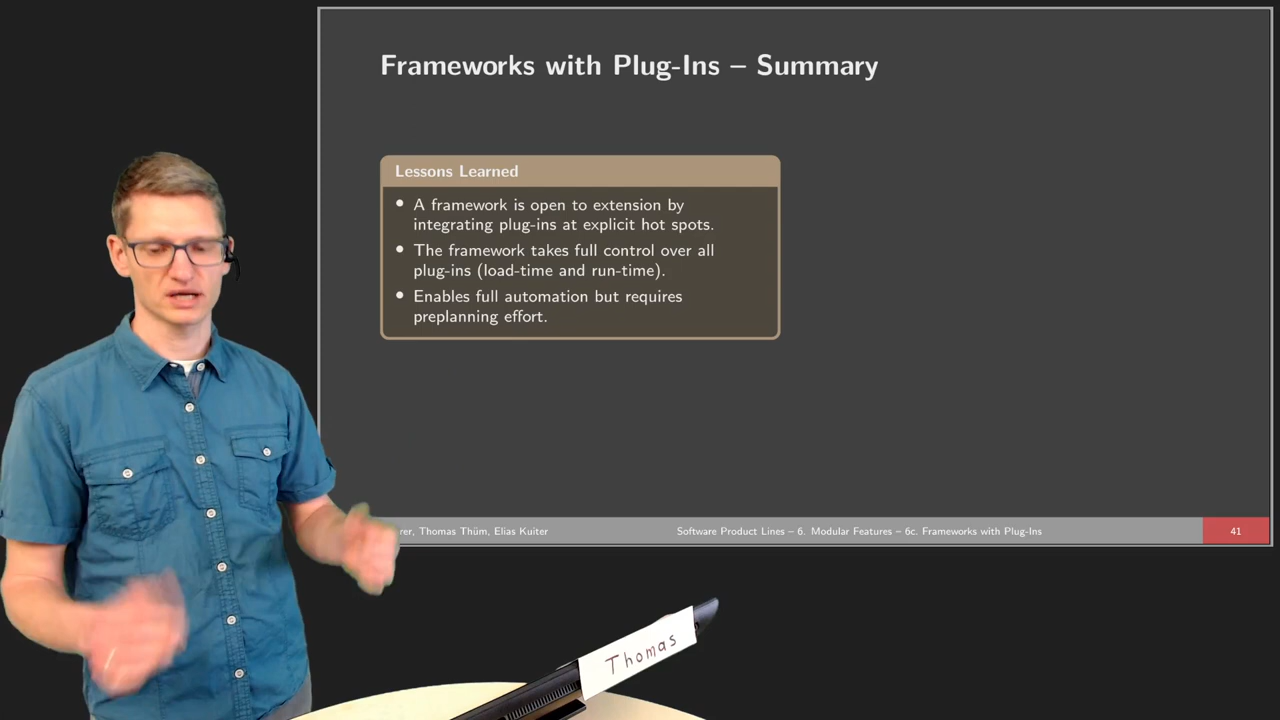 Frameworks with Plug-Ins – Summary
Lessons Learned
• A framework is open to extension by
integrating plug-ins at explicit hot spots.
• The framework takes full control over all
plug-ins (load-time and run-time).
• Enables full automation but requires
preplanning effort.
Thomas Thüm, Elias Kuiter
Software Product Lines – 6. Modular Features – 6c. Frameworks with Plug-Ins
41
Thomas